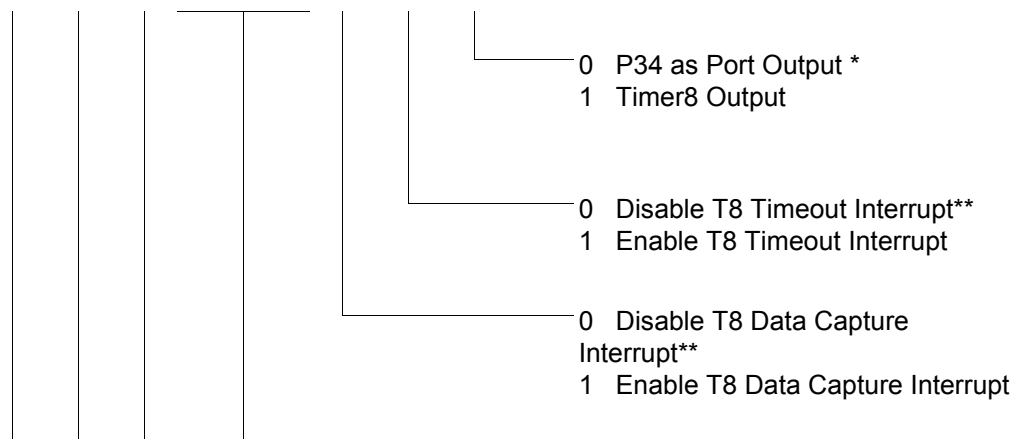 0 P34 as Port Output *
1 Timer8 Output
0 Disable T8 Timeout Interrupt**
1 Enable T8 Timeout Interrupt
0 Disable T8 Data Capture
Interrupt**
1 Enable T8 Data Capture Interrupt